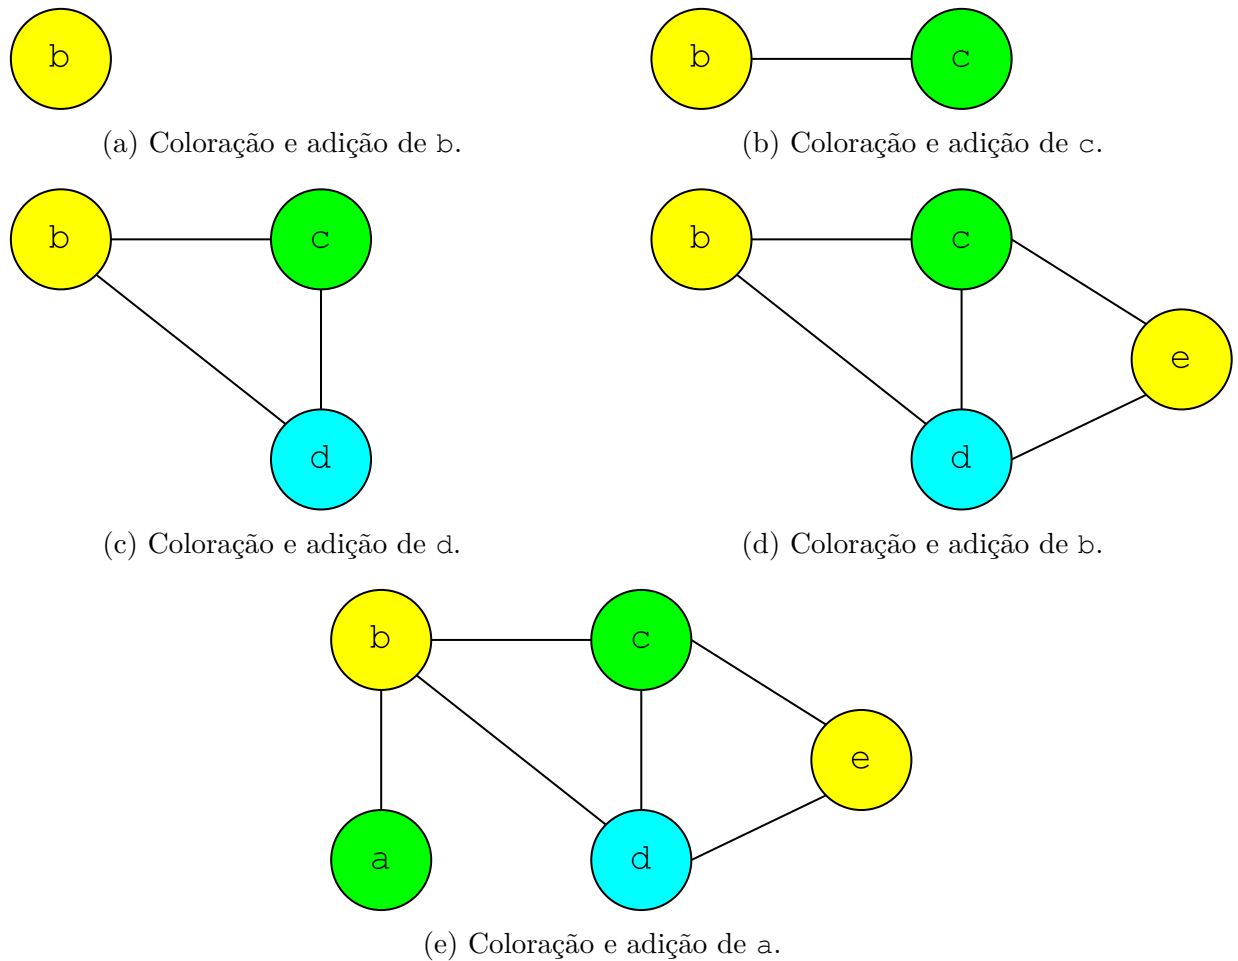 b
b c
(a) Coloração e adição de b.
(b) Coloração e adição de c.
b c
d
(c) Coloração e adição de d.
b c
e
d
(d) Coloração e adição de b.
b c
e
a d
(e) Coloração e adição de a.